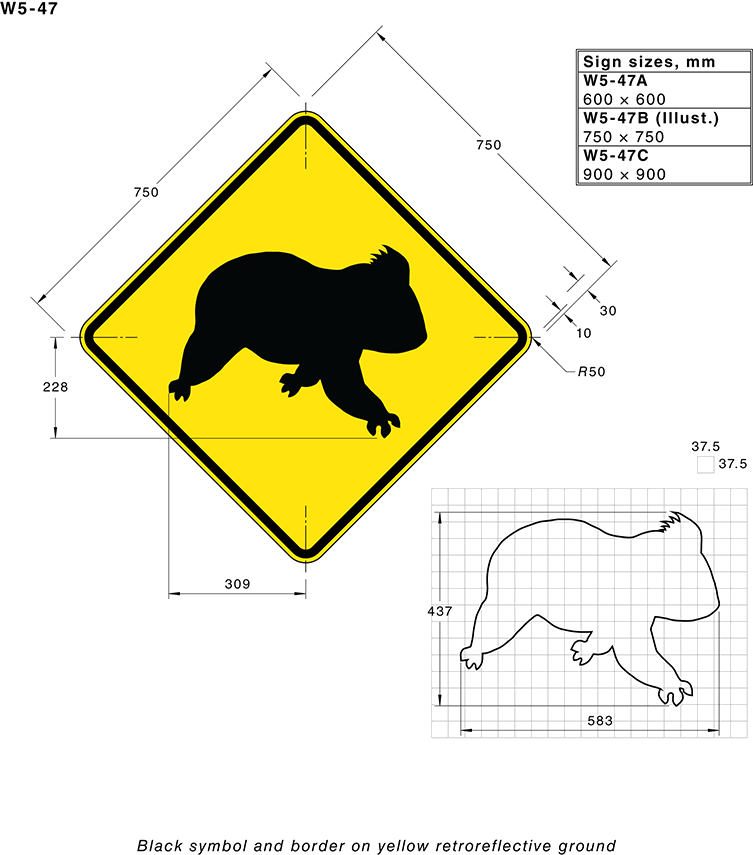 W5-47
Sign sizes, mm
W5-47A
600 × 600
W5-47B (Illust.)
750 × 750
W5-47C
900 × 900
750
750
30
10
R50
228
309
37.5
37.5
437
583
Black symbol and border on yellow retroreflective ground